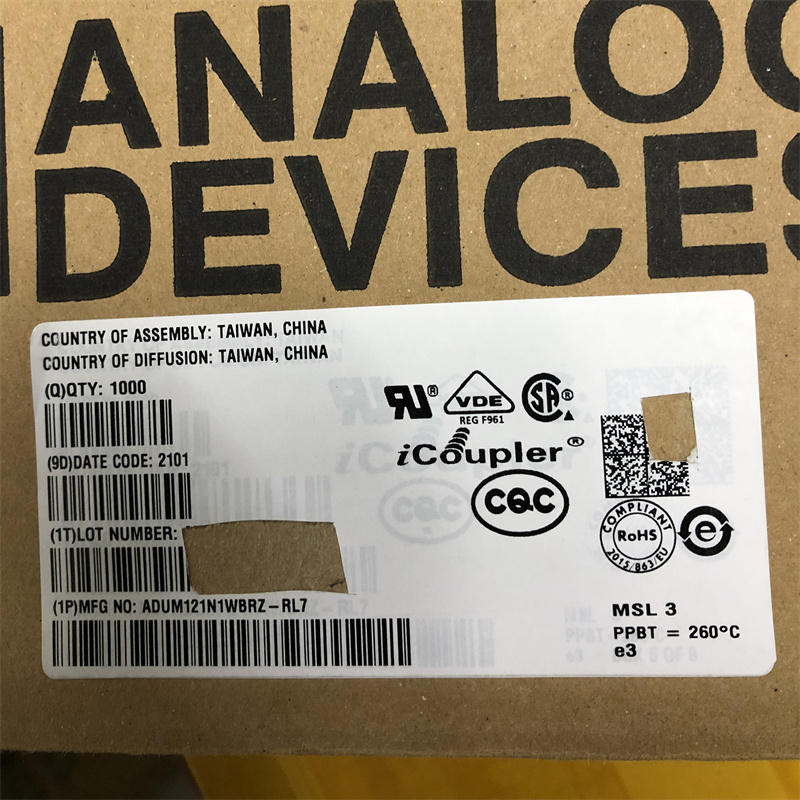 ANALOG
DEVICES
COUNTRY OF ASSEMBLY: TAIWAN, CHINA
COUNTRY OF DIFFUSION: TAIWAN, CHINA
(Q)QTY: 1000
(9D)DATE CODE: 2101
(1T)LOT NUMBER:
(1P)MFG NO: ADUM121N1WBRZ-RL7
RU®
VDE
REG F961
SA®
iCoupler®
CQC
COMPLIANT
RoHS
2015/863/EU
e
MSL 3
PPBT = 260°C
e3